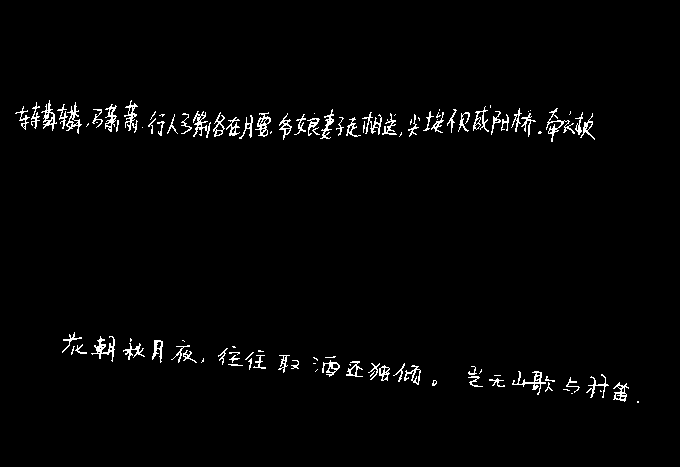 车辚辚,马萧萧.行人弓箭各在腰.爷娘妻子走相送,尘埃不见咸阳桥.牵衣顿
花朝秋月夜,往往取酒还独倾。岂无山歌与村笛.